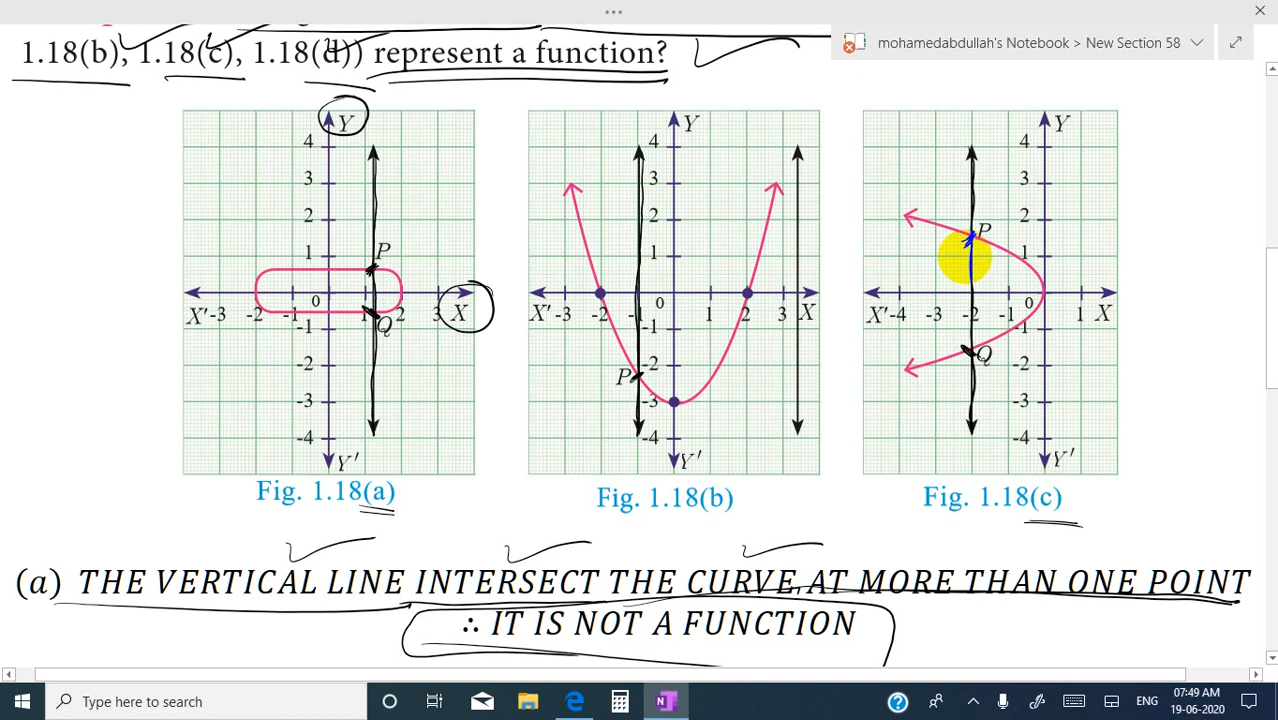 mohamedabdullah's Notebook > New Section 58
1.18(b), 1.18(c), 1.18(d)) represent a function?
Y
4
3
2
1
P
0
X' -3 -2 -1 1 2 3 X
Q
-1
-2
-3
-4
Y'
Fig. 1.18(a)
Y
4
3
2
1
0
X' -3 -2 1 2 3 X
-1
P -2
-3
-4
Y'
Fig. 1.18(b)
Y
3
2
P
1
0
X' -4 -3 -2 1 X
-1
Q -2
-3
-4
Y'
Fig. 1.18(c)
(a) THE VERTICAL LINE INTERSECT THE CURVE, AT MORE THAN ONE POINT
∴ IT IS NOT A FUNCTION
Type here to search
ENG
07:49 AM
19-06-2020